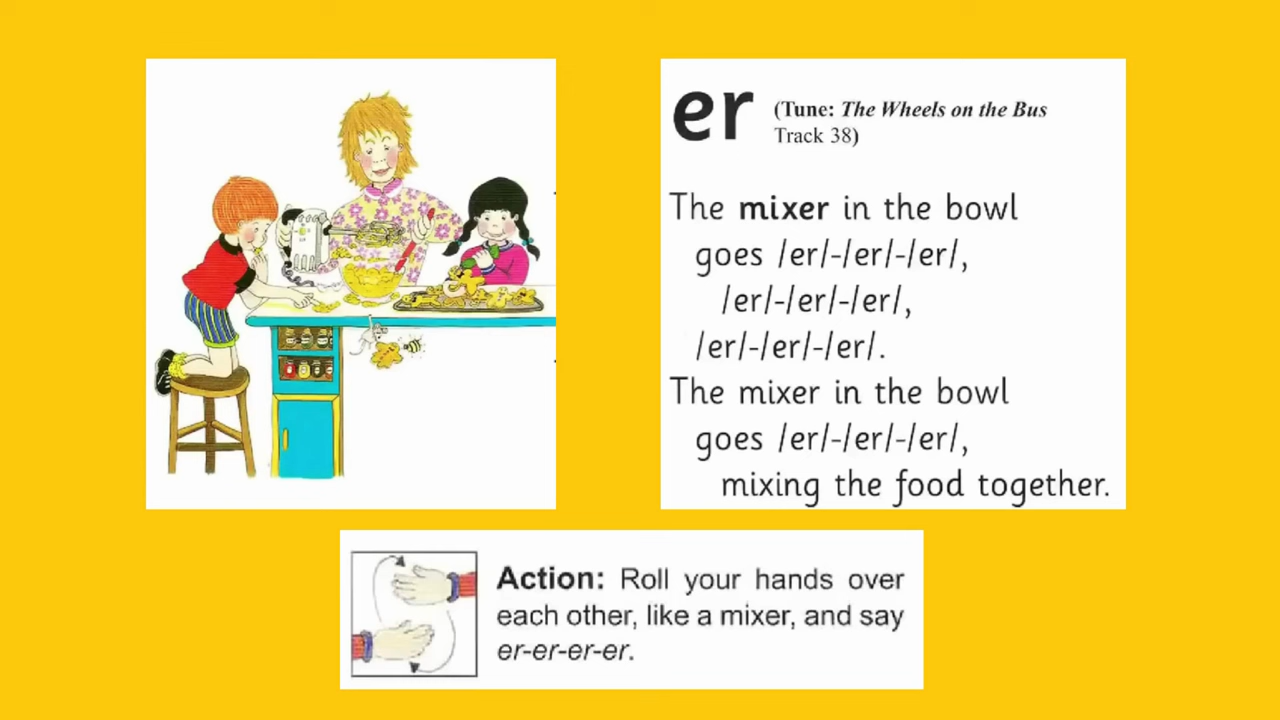 er (Tune: The Wheels on the Bus
Track 38)
The mixer in the bowl
goes /er/-/er/-/er/,
/er/-/er/-/er/,
/er/-/er/-/er/.
The mixer in the bowl
goes /er/-/er/-/er/,
mixing the food together.
Action: Roll your hands over
each other, like a mixer, and say
er-er-er-er.